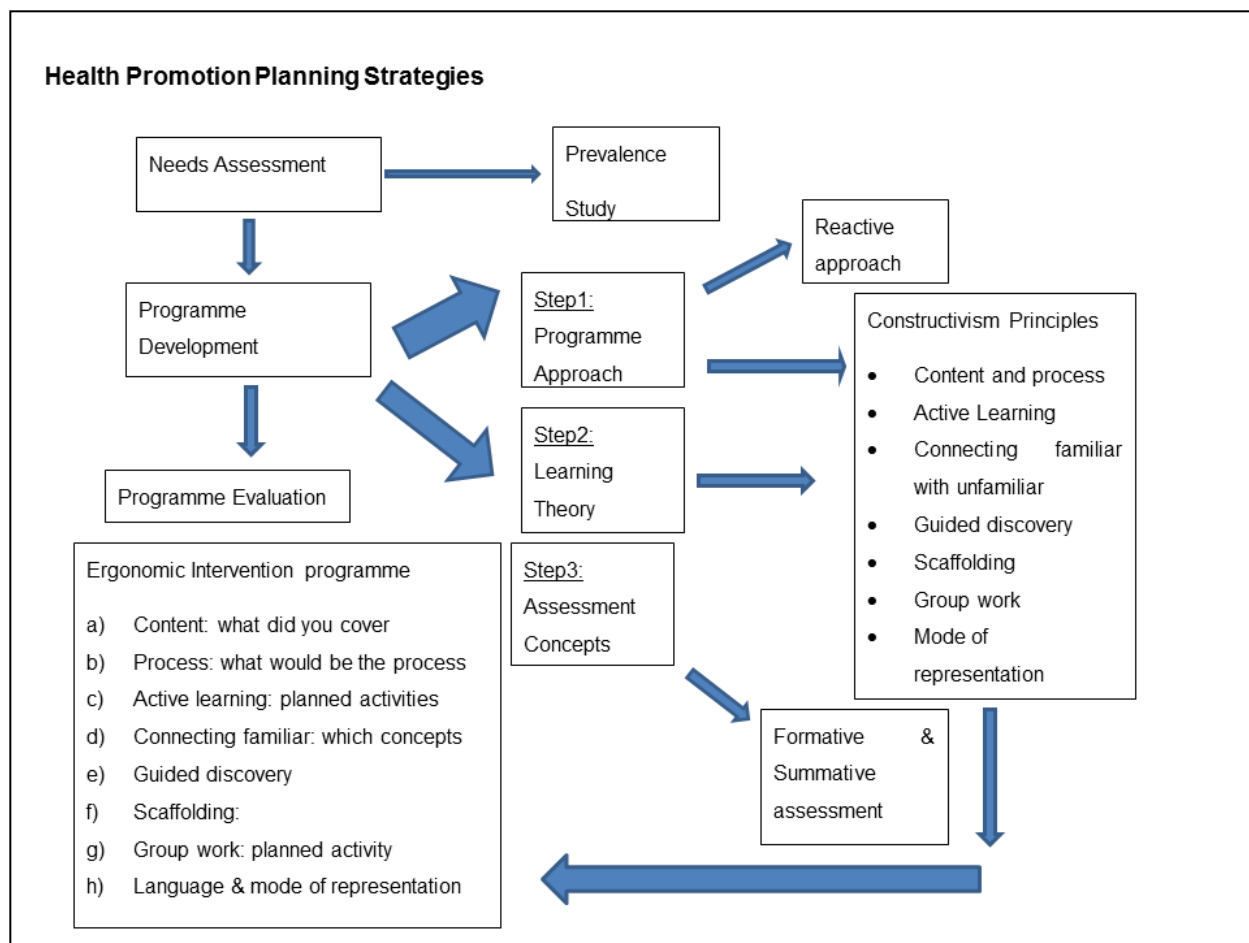 Health Promotion Planning Strategies
Needs Assessment
Prevalence
Study
Reactive
approach
Programme
Development
Step1:
Programme
Approach
Constructivism Principles
• Content and process
• Active Learning
• Connecting familiar
with unfamiliar
• Guided discovery
• Scaffolding
• Group work
• Mode of
representation
Step2:
Learning
Theory
Programme Evaluation
Ergonomic Intervention programme
a) Content: what did you cover
b) Process: what would be the process
c) Active learning: planned activities
d) Connecting familiar: which concepts
e) Guided discovery
f) Scaffolding:
g) Group work: planned activity
h) Language & mode of representation
Step3:
Assessment
Concepts
Formative &
Summative
assessment